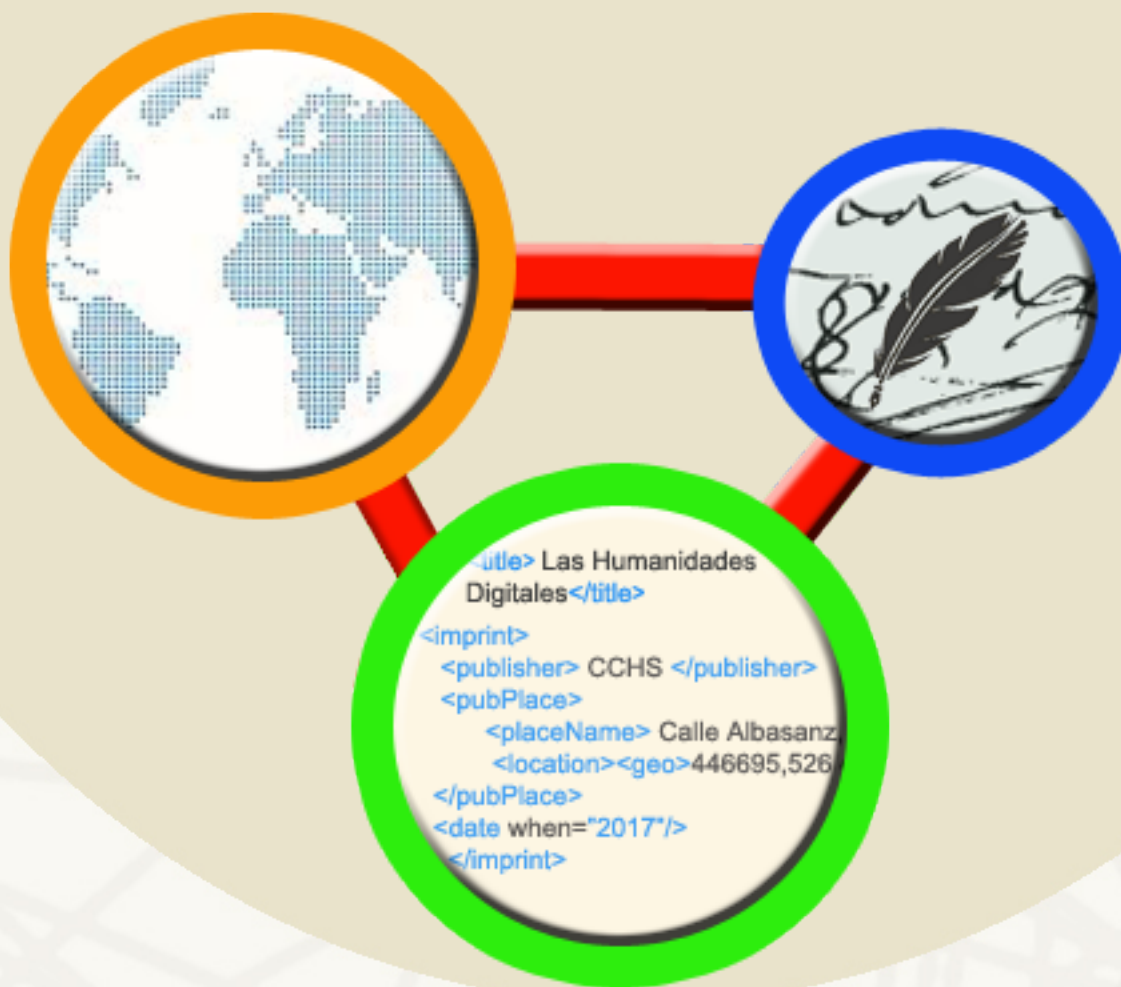 <title> Las Humanidades
Digitales</title>
<imprint>
<publisher> CCHS </publisher>
<pubPlace>
<placeName> Calle Albasanz,
<location><geo>446695,526
</pubPlace>
<date when="2017"/>
</imprint>